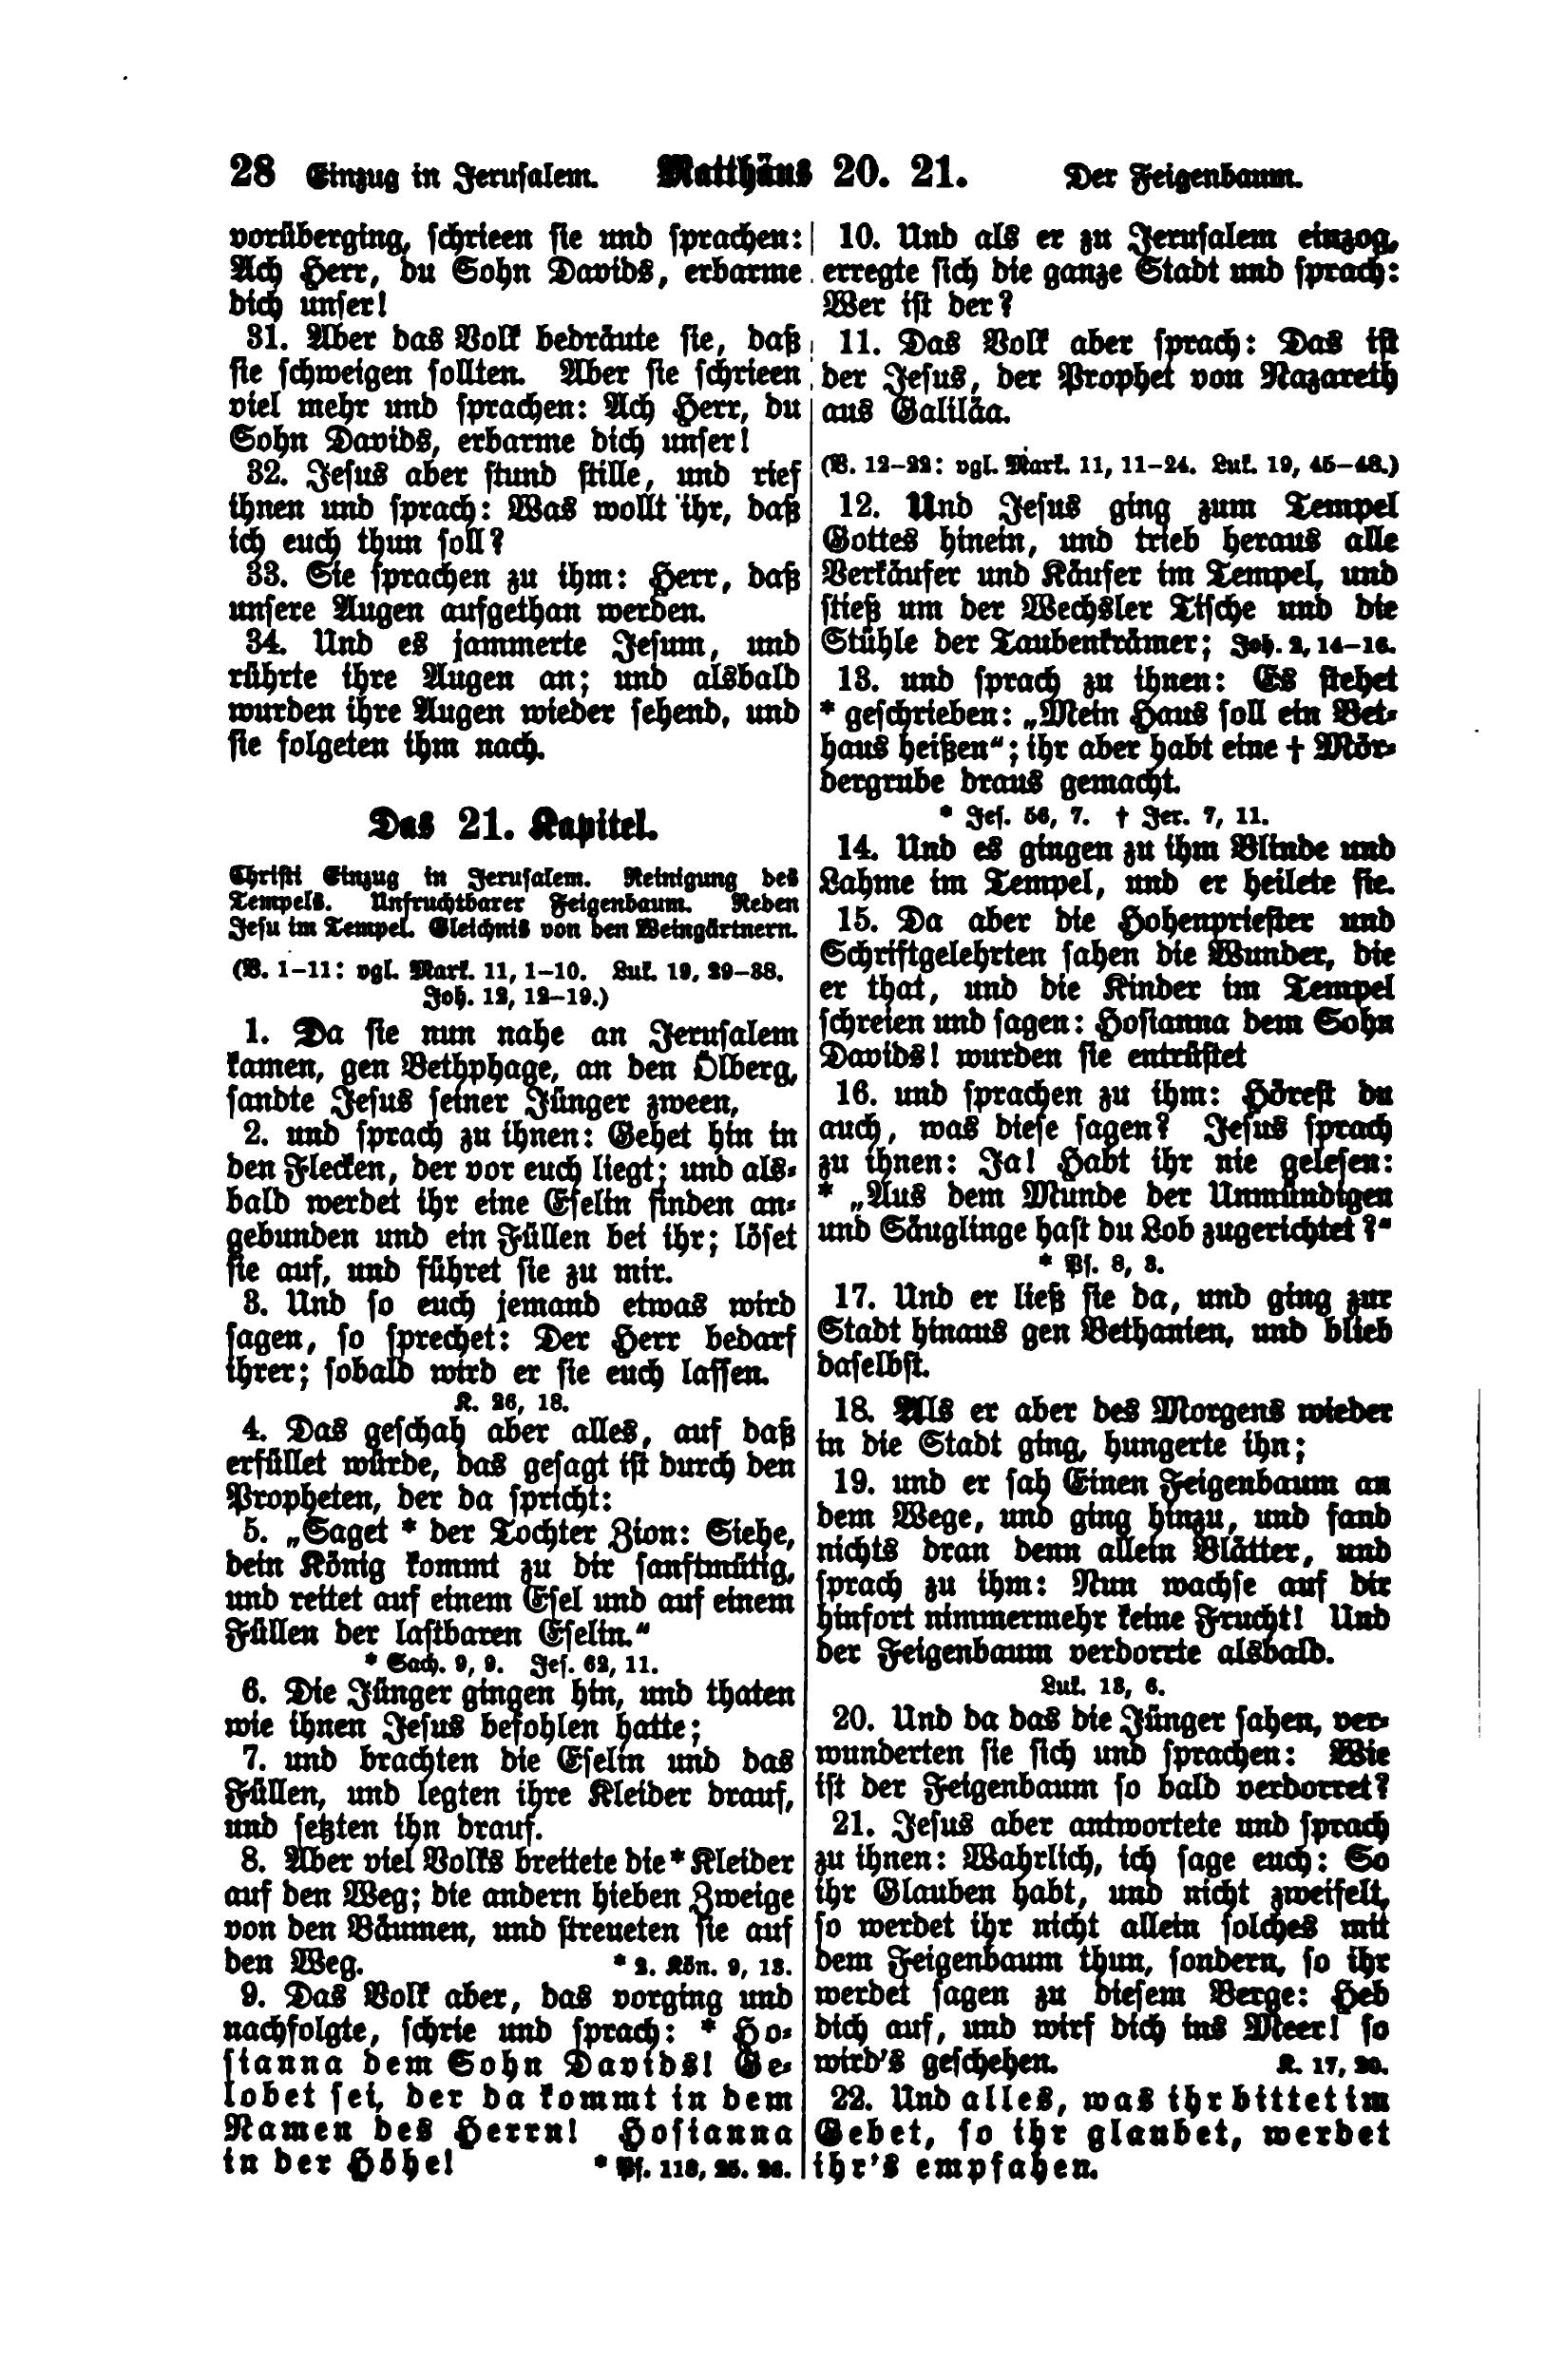 28 Einzug in Jerusalem. Matthäus 20. 21. Der Feigenbaum.
vorüberging, schrieen sie und sprachen:
Ach Herr, du Sohn Davids, erbarme
dich unser!
31. Aber das Volk bedräute sie, daß
sie schweigen sollten. Aber sie schrieen
viel mehr und sprachen: Ach Herr, du
Sohn Davids, erbarme dich unser!
32. Jesus aber stund stille, und rief
ihnen und sprach: Was wollt ihr, daß
ich euch thun soll?
33. Sie sprachen zu ihm: Herr, daß
unsere Augen aufgethan werden.
34. Und es jammerte Jesum, und
rührte ihre Augen an; und alsbald
wurden ihre Augen wieder sehend, und
sie folgeten ihm nach.
Das 21. Kapitel.
Christi Einzug in Jerusalem. Reinigung des
Tempels. Unfruchtbarer Feigenbaum. Reden
Jesu im Tempel. Gleichnis von den Weingärtnern.
(V. 1–11: vgl. Mark. 11, 1–10. Luk. 19, 29–38.
Joh. 12, 12–19.)
1. Da sie nun nahe an Jerusalem
kamen, gen Bethphage, an den Ölberg,
sandte Jesus seiner Jünger zween,
2. und sprach zu ihnen: Gehet hin in
den Flecken, der vor euch liegt; und als-
bald werdet ihr eine Eselin finden an-
gebunden und ein Füllen bei ihr; löset
sie auf, und führet sie zu mir.
3. Und so euch jemand etwas wird
sagen, so sprechet: Der Herr bedarf
ihrer; sobald wird er sie euch lassen.
K. 26, 18.
4. Das geschah aber alles, auf daß
erfüllet würde, das gesagt ist durch den
Propheten, der da spricht:
5. „Saget * der Tochter Zion: Siehe,
dein König kommt zu dir sanftmütig,
und reitet auf einem Esel und auf einem
Füllen der lastbaren Eselin.“
* Sach. 9, 9. Jes. 62, 11.
6. Die Jünger gingen hin, und thaten
wie ihnen Jesus befohlen hatte;
7. und brachten die Eselin und das
Füllen, und legten ihre Kleider drauf,
und setzten ihn drauf.
8. Aber viel Volks breitete die * Kleider
auf den Weg; die andern hieben Zweige
von den Bäumen, und streueten sie auf
den Weg. * 2. Kön. 9, 13.
9. Das Volk aber, das vorging und
nachfolgte, schrie und sprach: * Ho-
sianna dem Sohn Davids! Ge-
lobet sei, der da kommt in dem
Namen des Herrn! Hosianna
in der Höhe! * Ps. 118, 25. 26.
10. Und als er zu Jerusalem einzog,
erregte sich die ganze Stadt und sprach:
Wer ist der?
11. Das Volk aber sprach: Das ist
der Jesus, der Prophet von Nazareth
aus Galiläa.
(V. 12–22: vgl. Mark. 11, 11–24. Luk. 19, 45–48.)
12. Und Jesus ging zum Tempel
Gottes hinein, und trieb heraus alle
Verkäufer und Käufer im Tempel, und
stieß um der Wechsler Tische und die
Stühle der Taubenkrämer; Joh. 2, 14–16.
13. und sprach zu ihnen: Es stehet
* geschrieben: „Mein Haus soll ein Bet-
haus heißen“; ihr aber habt eine † Mör-
dergrube draus gemacht.
* Jes. 56, 7. † Jer. 7, 11.
14. Und es gingen zu ihm Blinde und
Lahme im Tempel, und er heilete sie.
15. Da aber die Hohenpriester und
Schriftgelehrten sahen die Wunder, die
er that, und die Kinder im Tempel
schreien und sagen: Hosianna dem Sohn
Davids! wurden sie entrüstet
16. und sprachen zu ihm: Hörest du
auch, was diese sagen? Jesus sprach
zu ihnen: Ja! Habt ihr nie gelesen:
* „Aus dem Munde der Unmündigen
und Säuglinge hast du Lob zugerichtet?“
* Ps. 8, 3.
17. Und er ließ sie da, und ging zur
Stadt hinaus gen Bethanien, und blieb
daselbst.
18. Als er aber des Morgens wieder
in die Stadt ging, hungerte ihn;
19. und er sah Einen Feigenbaum an
dem Wege, und ging hinzu, und fand
nichts dran denn allein Blätter, und
sprach zu ihm: Nun wachse auf dir
hinfort nimmermehr keine Frucht! Und
der Feigenbaum verdorrte alsbald.
Luk. 13, 6.
20. Und da das die Jünger sahen, ver-
wunderten sie sich und sprachen: Wie
ist der Feigenbaum so bald verdorret?
21. Jesus aber antwortete und sprach
zu ihnen: Wahrlich, ich sage euch: So
ihr Glauben habt, und nicht zweifelt,
so werdet ihr nicht allein solches mit
dem Feigenbaum thun, sondern, so ihr
werdet sagen zu diesem Berge: Heb
dich auf, und wirf dich ins Meer! so
wird's geschehen. K. 17, 20.
22. Und alles, was ihr bittet im
Gebet, so ihr glaubet, werdet
ihr's empfahen.